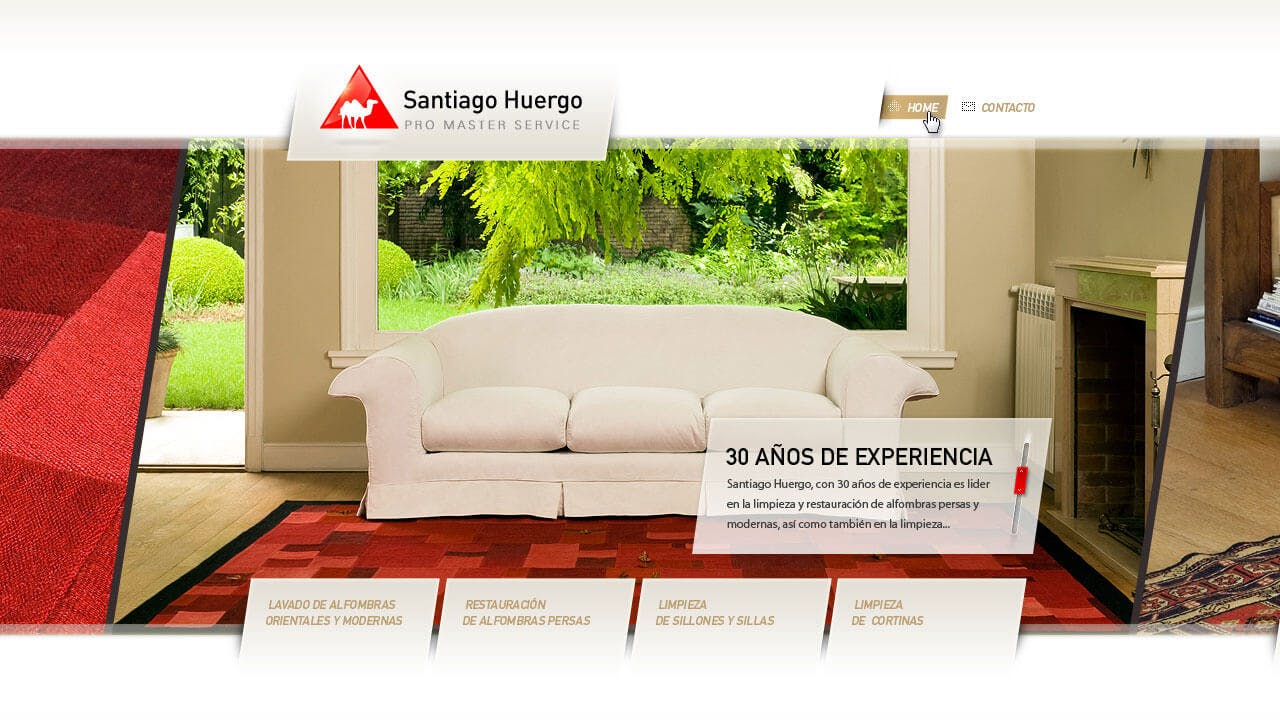 Santiago Huergo
PRO MASTER SERVICE
HOME
CONTACTO
30 AÑOS DE EXPERIENCIA
Santiago Huergo, con 30 años de experiencia es lider
en la limpieza y restauración de alfombras persas y
modernas, así como también en la limpieza...
LAVADO DE ALFOMBRAS
ORIENTALES Y MODERNAS
RESTAURACIÓN
DE ALFOMBRAS PERSAS
LIMPIEZA
DE SILLONES Y SILLAS
LIMPIEZA
DE CORTINAS